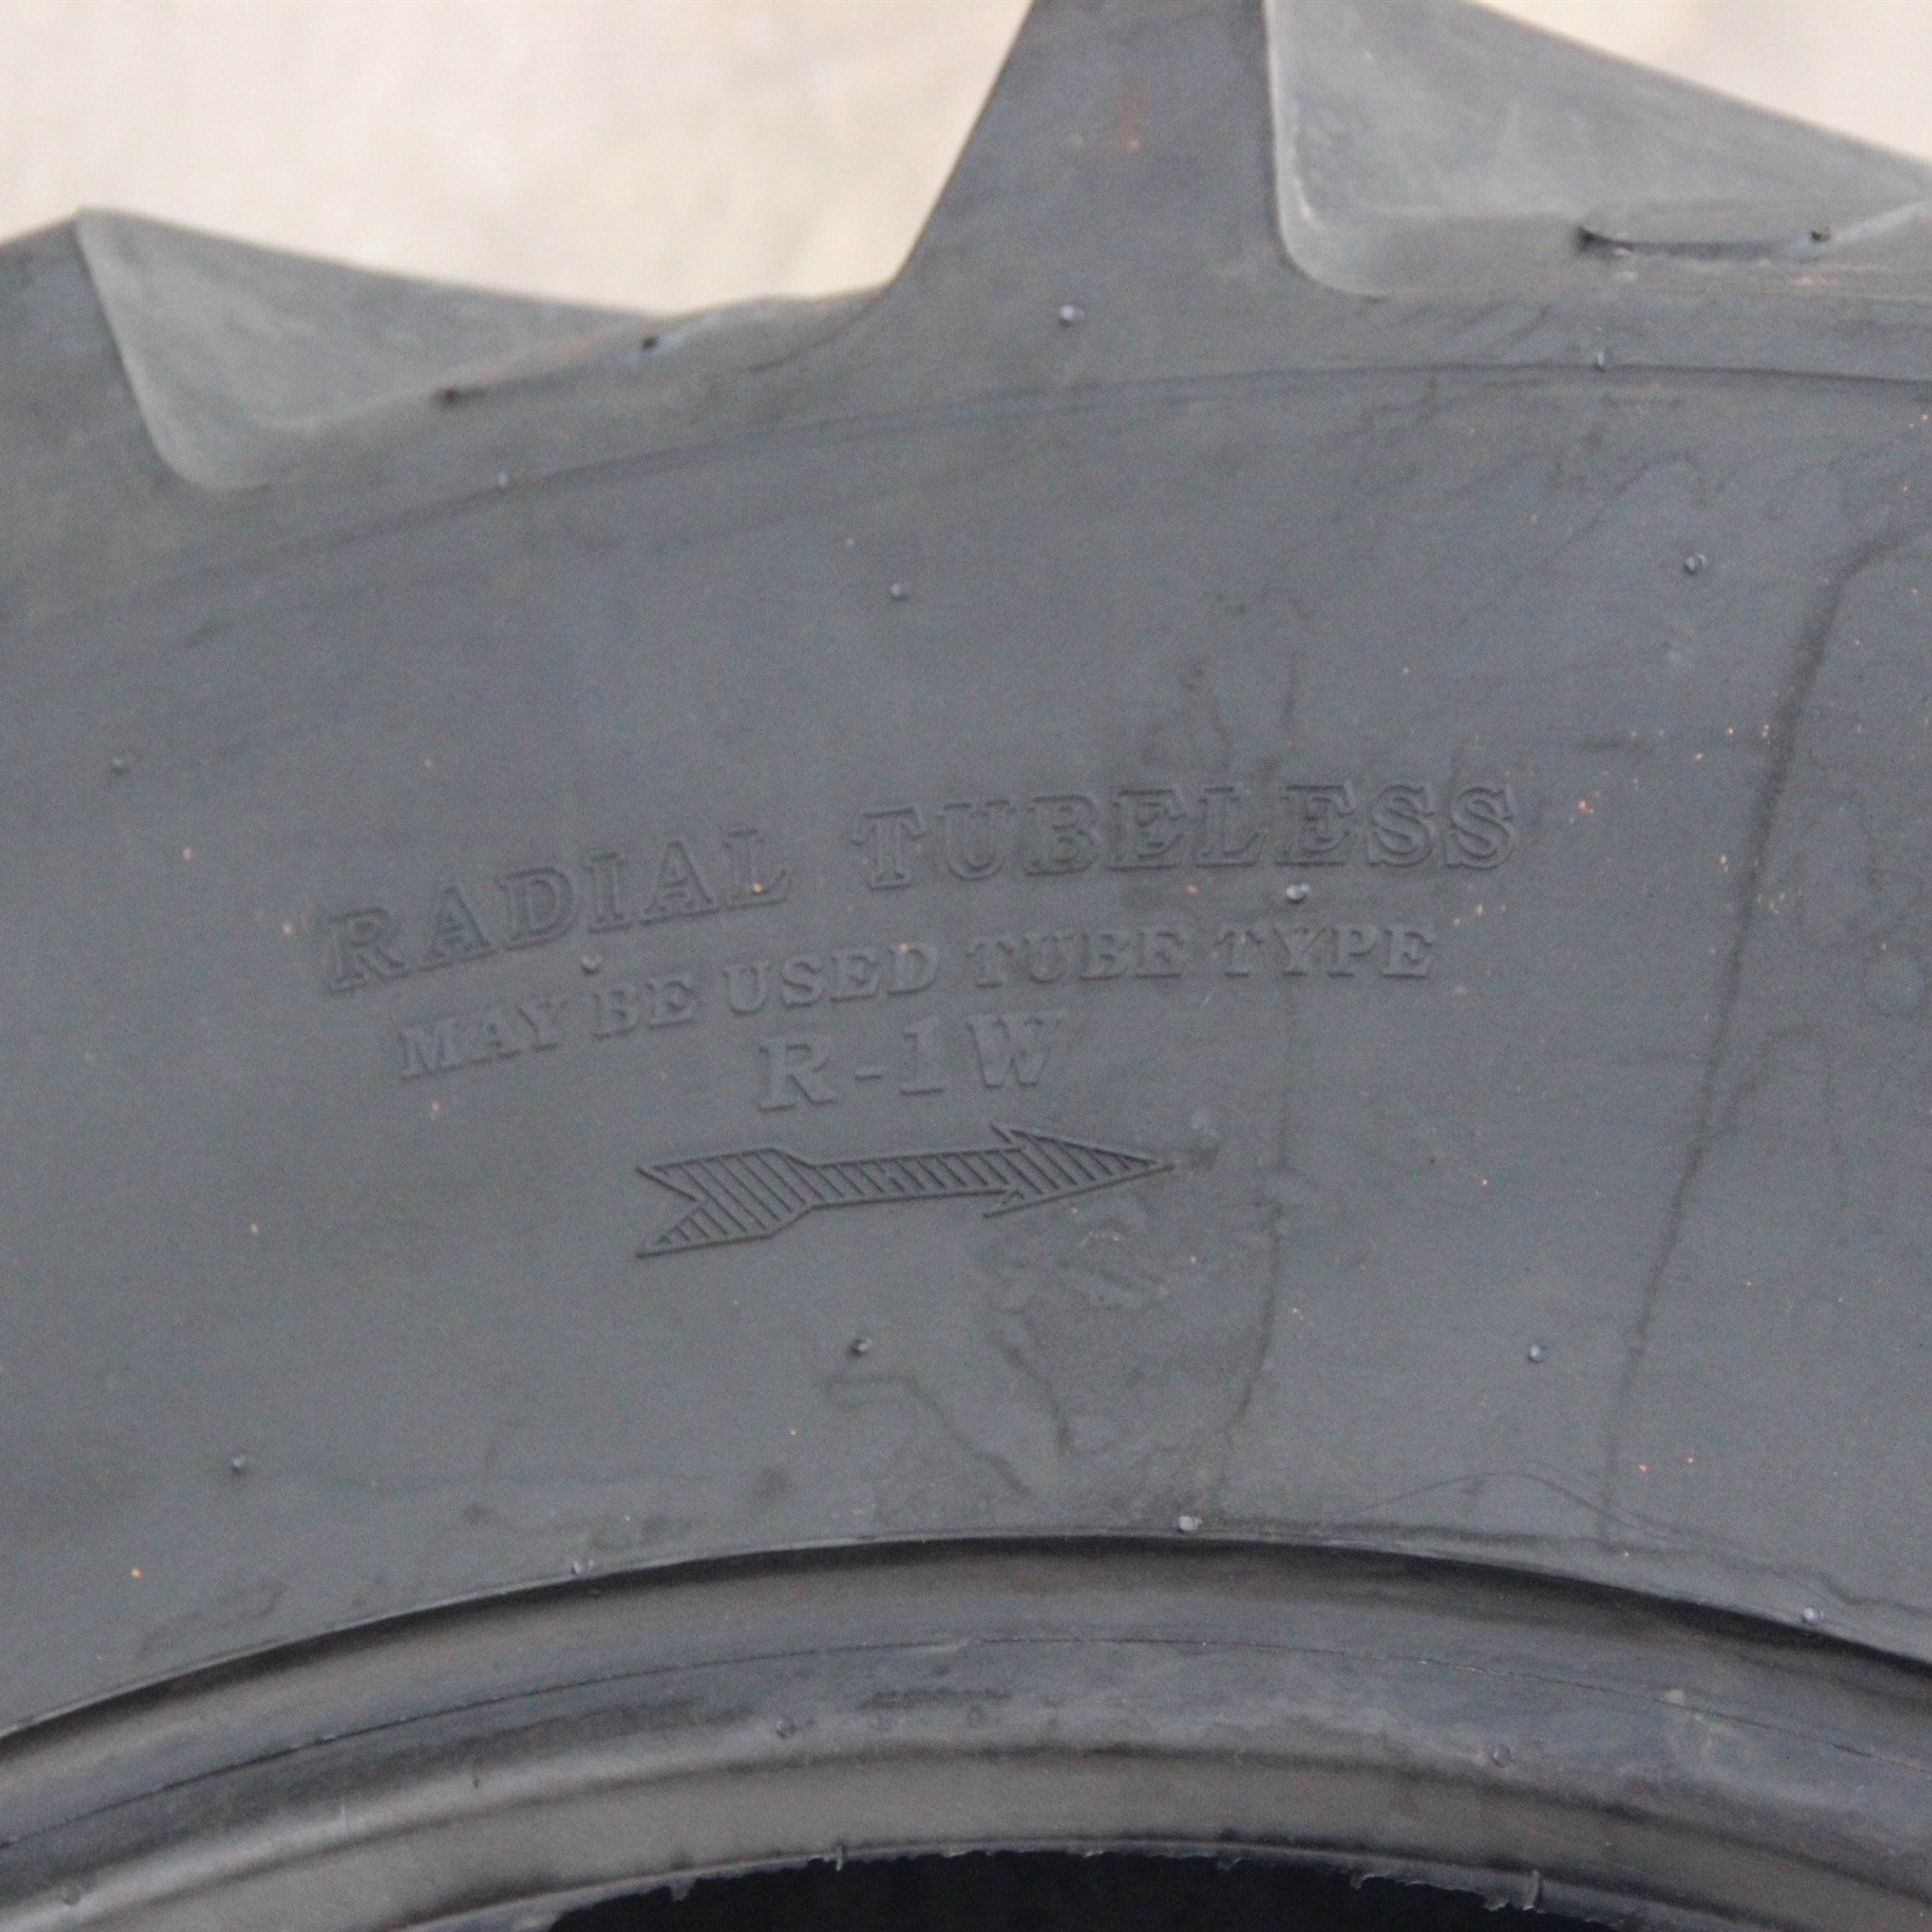 RADIAL TUBELESS
MAY BE USED TUBE TYPE
R-1W